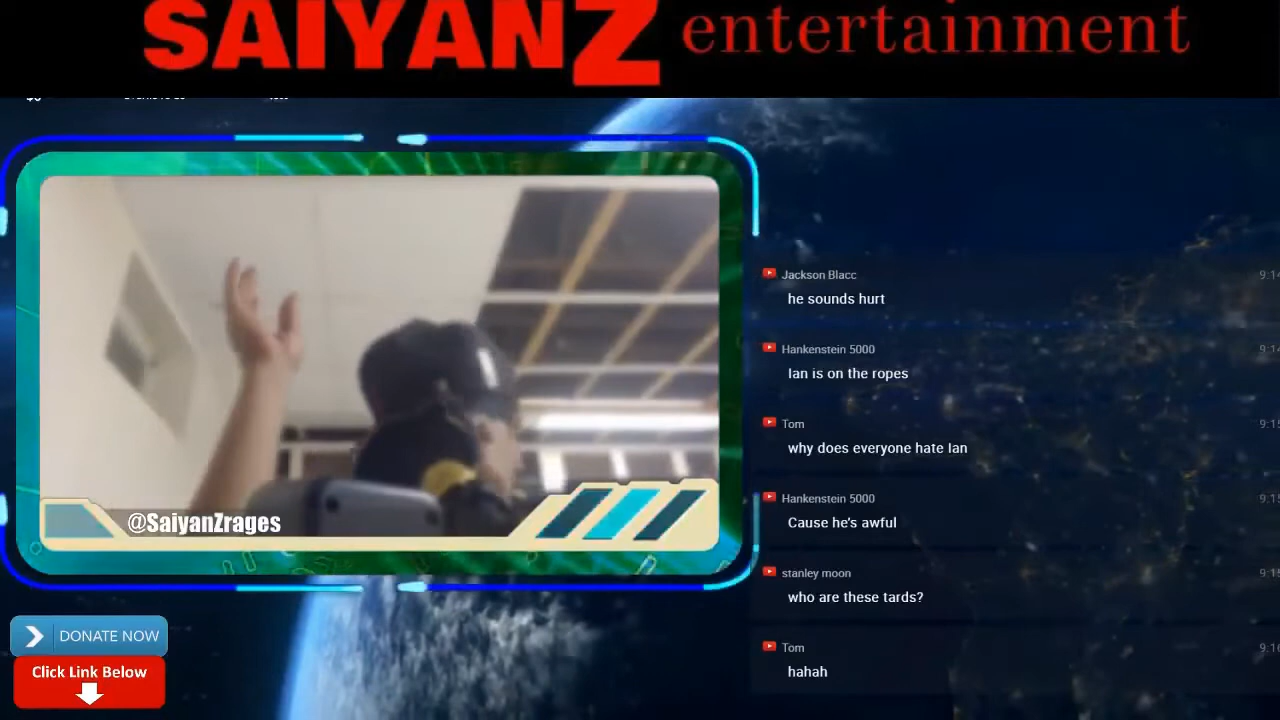 SAIYANZ entertainment
Jackson Blacc
he sounds hurt
Hankenstein 5000
Ian is on the ropes
Tom
why does everyone hate Ian
Hankenstein 5000
Cause he's awful
stanley moon
who are these tards?
Tom
hahah
@SaiyanZrages
DONATE NOW
Click Link Below